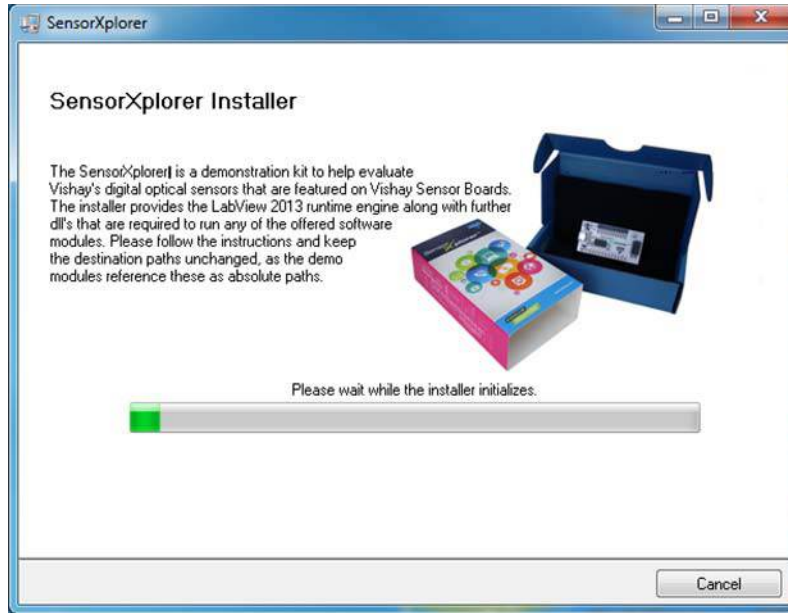 SensorXplorer
SensorXplorer Installer
The SensorXplorer is a demonstration kit to help evaluate
Vishay's digital optical sensors that are featured on Vishay Sensor Boards.
The installer provides the LabView 2013 runtime engine along with further
dll's that are required to run any of the offered software
modules. Please follow the instructions and keep
the destination paths unchanged, as the demo
modules reference these as absolute paths.
Please wait while the installer initializes.
Cancel